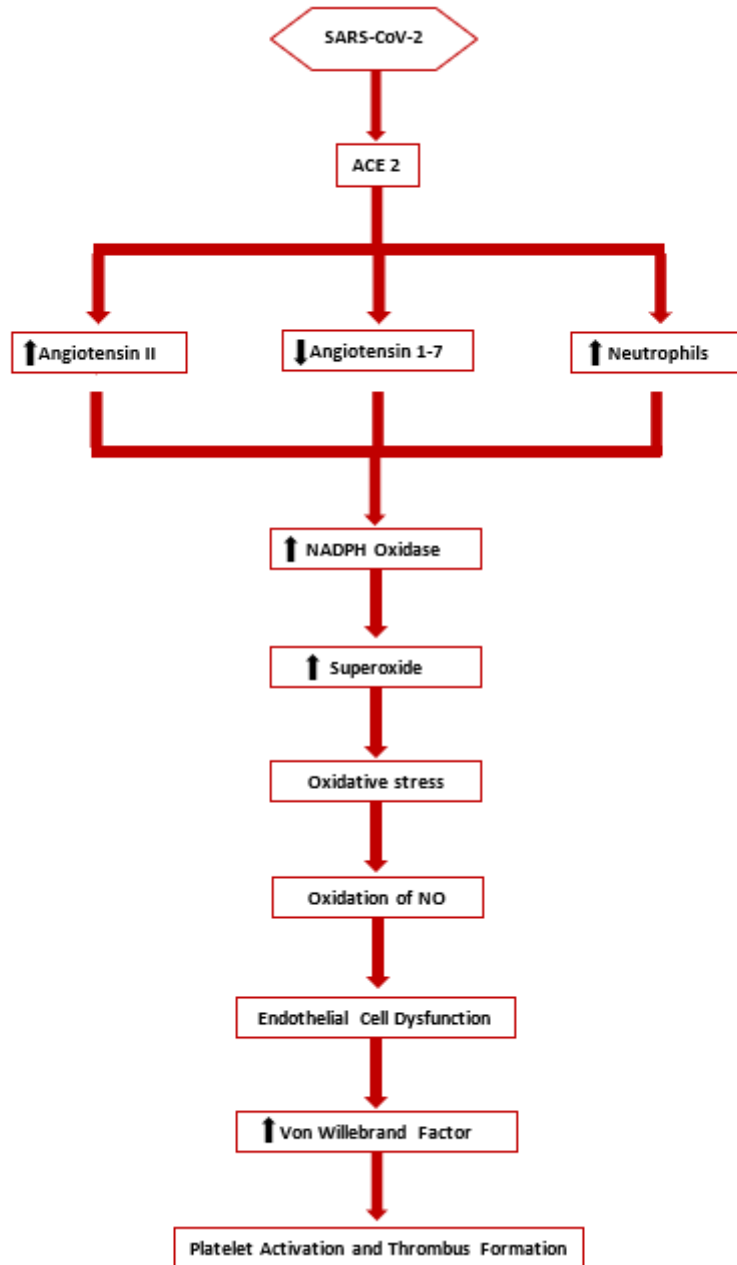 SARS-CoV-2
ACE 2
Angiotensin II
Angiotensin 1-7
Neutrophils
NADPH Oxidase
Superoxide
Oxidative stress
Oxidation of NO
Endothelial Cell Dysfunction
Von Willebrand Factor
Platelet Activation and Thrombus Formation